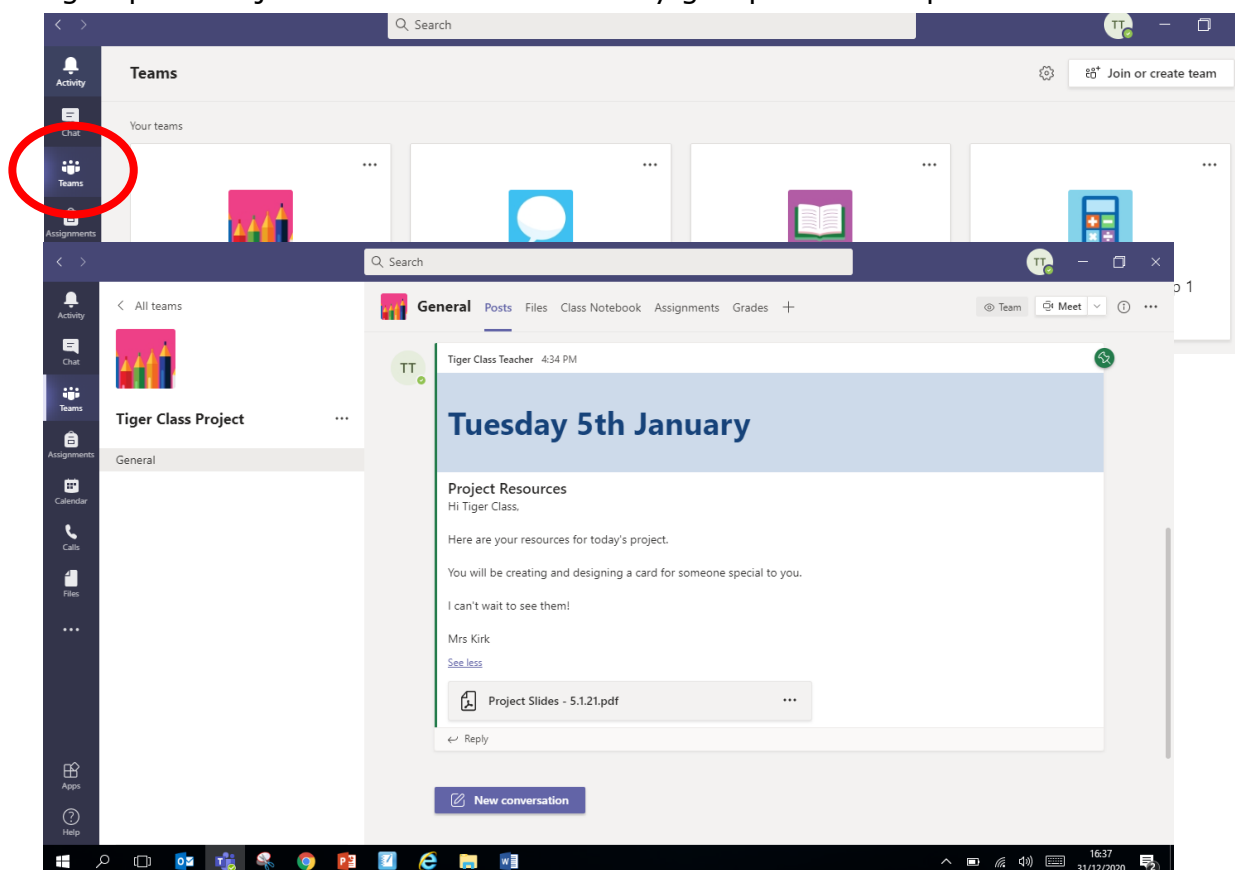 Search
TT
Activity
Teams
Join or create team
Chat
Your teams
Teams
Assignments
Search
TT
1
Activity
All teams
General Posts Files Class Notebook Assignments Grades
Team
Meet
Chat
TT
Tiger Class Teacher 4:34 PM
Teams
Tiger Class Project
Tuesday 5th January
Assignments
General
Calendar
Project Resources
Hi Tiger Class,
Calls
Here are your resources for today's project.
Files
You will be creating and designing a card for someone special to you.
I can't wait to see them!
Mrs Kirk
See less
Project Slides - 5.1.21.pdf
Reply
Apps
New conversation
Help
16:37
31/12/2020